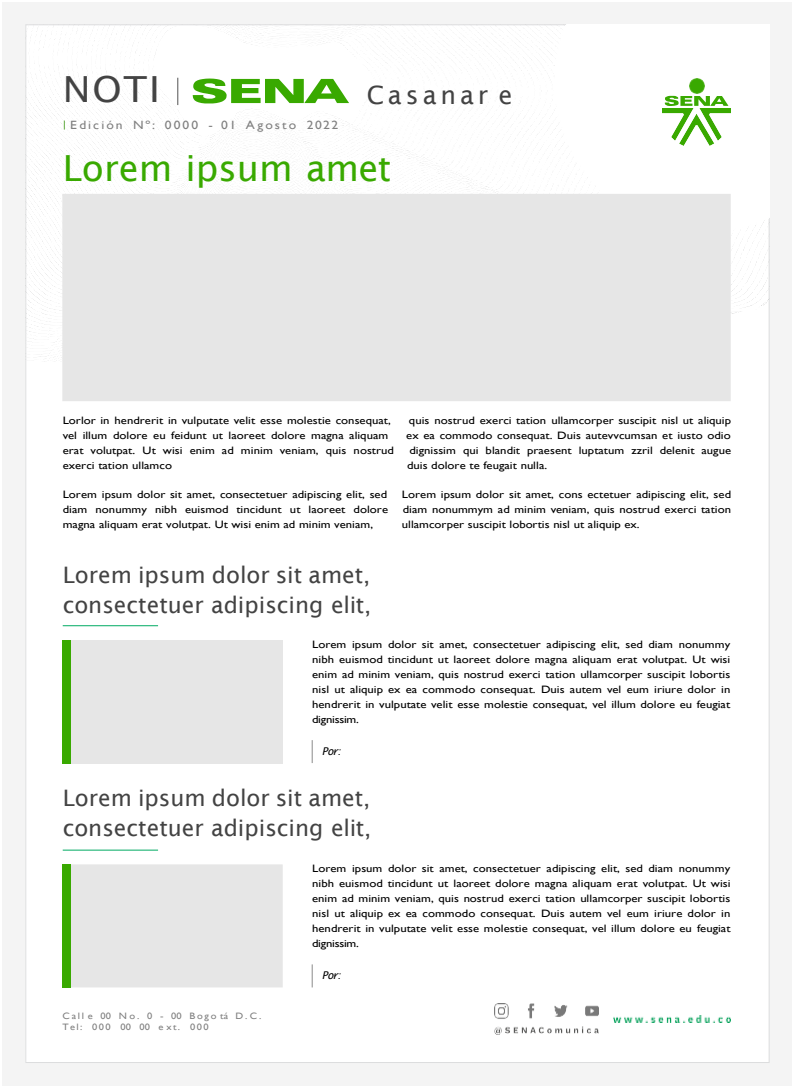 NOTI | SENA Casanare
SENA
Edición Nº: 0000 - 01 Agosto 2022
Lorem ipsum amet
Lorlor in hendrerit in vulputate velit esse molestie consequat,
vel illum dolore eu feidunt ut laoreet dolore magna aliquam
erat volutpat. Ut wisi enim ad minim veniam, quis nostrud
exerci tation ullamco
Lorem ipsum dolor sit amet, consectetuer adipiscing elit, sed
diam nonummy nibh euismod tincidunt ut laoreet dolore
magna aliquam erat volutpat. Ut wisi enim ad minim veniam,
quis nostrud exerci tation ullamcorper suscipit nisl ut aliquip
ex ea commodo consequat. Duis autevvcumsan et iusto odio
dignissim qui blandit praesent luptatum zzril delenit augue
duis dolore te feugait nulla.
Lorem ipsum dolor sit amet, cons ectetuer adipiscing elit, sed
diam nonummym ad minim veniam, quis nostrud exerci tation
ullamcorper suscipit lobortis nisl ut aliquip ex.
Lorem ipsum dolor sit amet,
consectetuer adipiscing elit,
Lorem ipsum dolor sit amet, consectetuer adipiscing elit, sed diam nonummy
nibh euismod tincidunt ut laoreet dolore magna aliquam erat volutpat. Ut wisi
enim ad minim veniam, quis nostrud exerci tation ullamcorper suscipit lobortis
nisl ut aliquip ex ea commodo consequat. Duis autem vel eum iriure dolor in
hendrerit in vulputate velit esse molestie consequat, vel illum dolore eu feugiat
dignissim.
Por:
Lorem ipsum dolor sit amet,
consectetuer adipiscing elit,
Lorem ipsum dolor sit amet, consectetuer adipiscing elit, sed diam nonummy
nibh euismod tincidunt ut laoreet dolore magna aliquam erat volutpat. Ut wisi
enim ad minim veniam, quis nostrud exerci tation ullamcorper suscipit lobortis
nisl ut aliquip ex ea commodo consequat. Duis autem vel eum iriure dolor in
hendrerit in vulputate velit esse molestie consequat, vel illum dolore eu feugiat
dignissim.
Por:
Calle 00 No. 0 - 00 Bogotá D.C.
Tel: 000 00 00 ext. 000
@SENAComunica
www.sena.edu.co